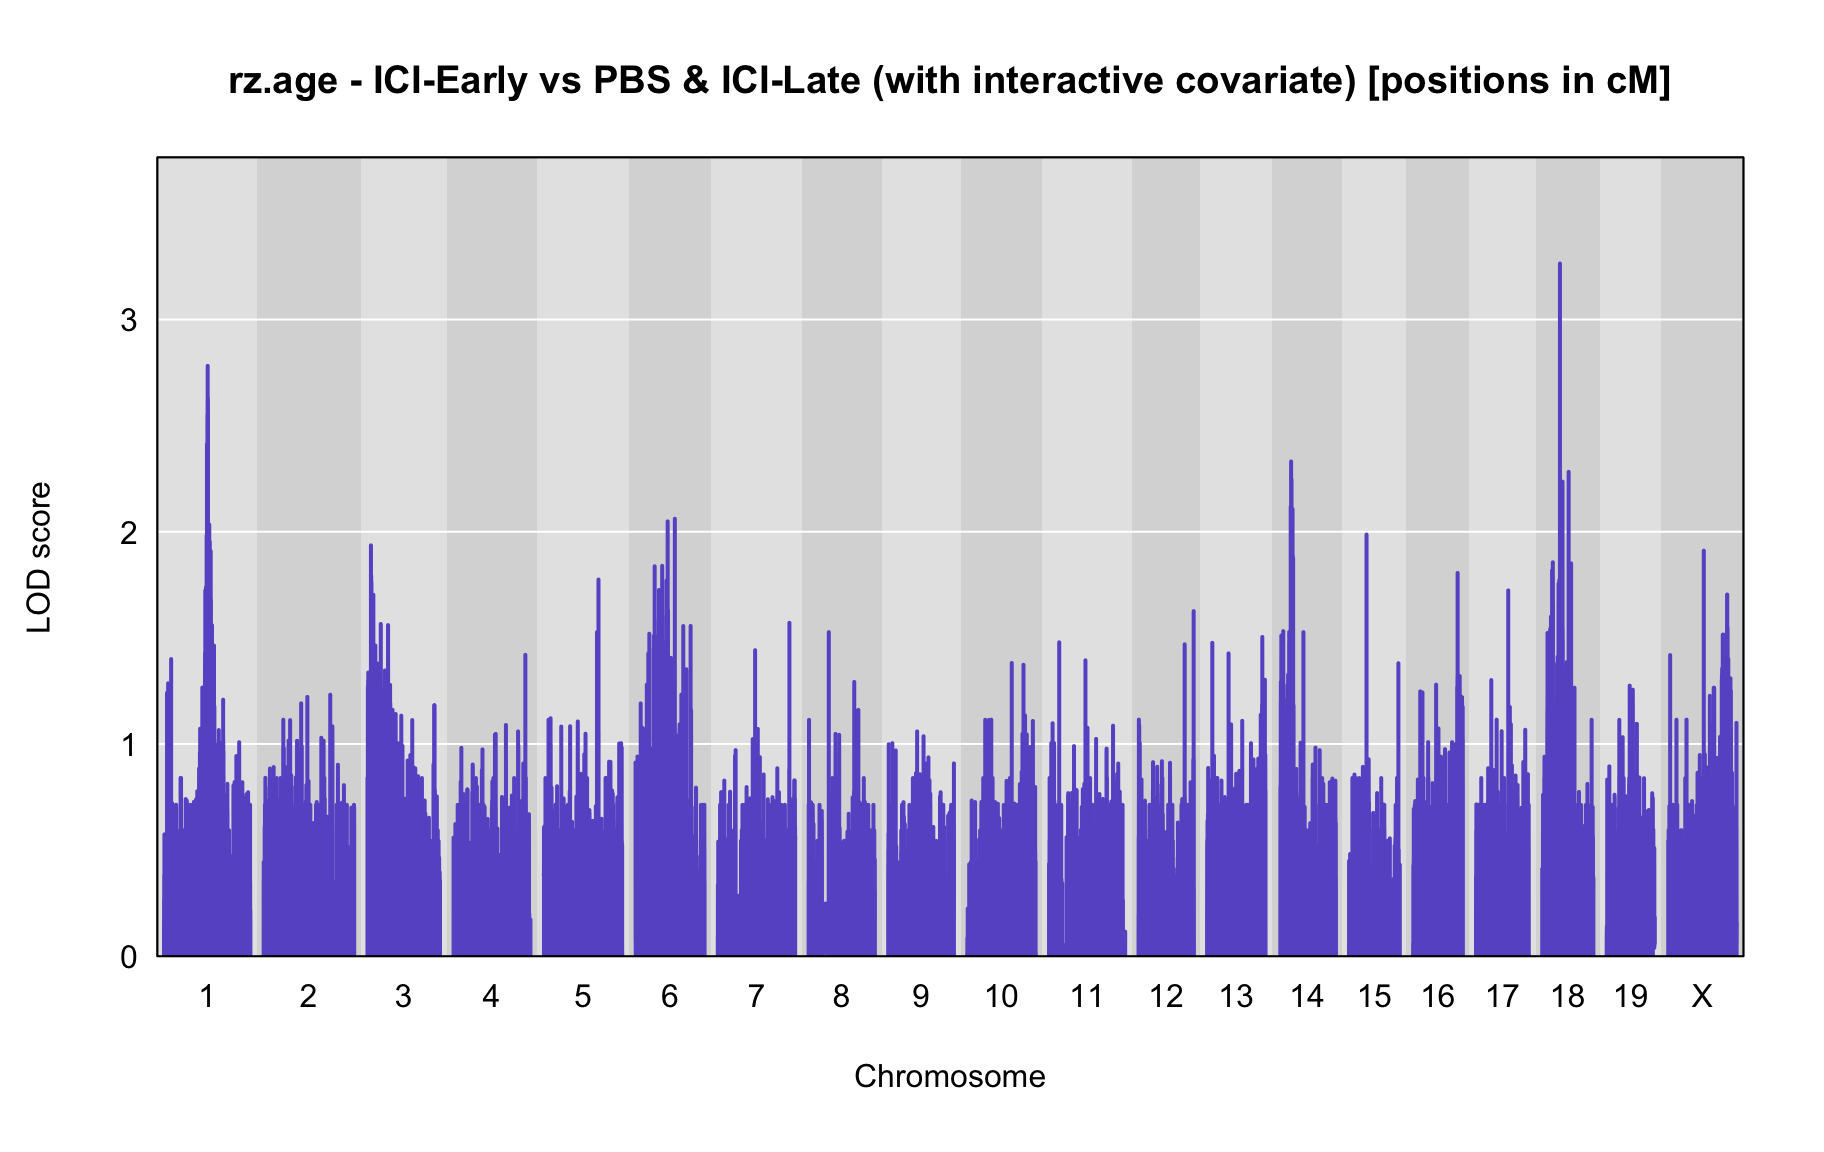 rz.age - ICI-Early vs PBS & ICI-Late (with interactive covariate) [positions in cM]
3
2
1
0
LOD score
1 2 3 4 5 6 7 8 9 10 11 12 13 14 15 16 17 18 19 X
Chromosome